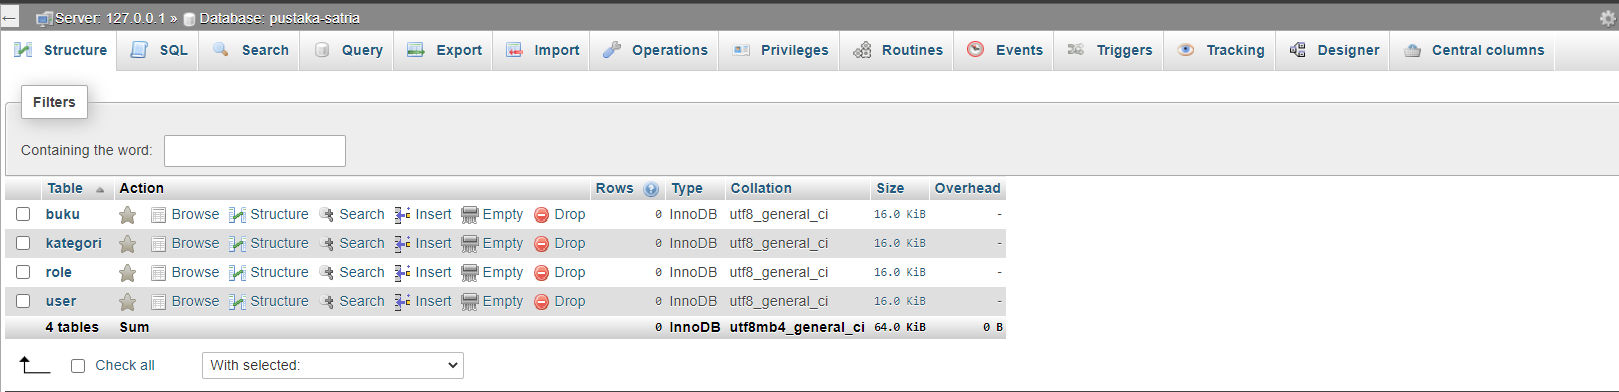 ← Server: 127.0.0.1 » Database: pustaka-satria
Structure SQL Search Query Export Import Operations Privileges Routines Events Triggers Tracking Designer Central columns
Filters
Containing the word:
Table Action Rows Type Collation Size Overhead
buku Browse Structure Search Insert Empty Drop 0 InnoDB utf8_general_ci 16.0 KiB -
kategori Browse Structure Search Insert Empty Drop 0 InnoDB utf8_general_ci 16.0 KiB -
role Browse Structure Search Insert Empty Drop 0 InnoDB utf8_general_ci 16.0 KiB -
user Browse Structure Search Insert Empty Drop 0 InnoDB utf8_general_ci 16.0 KiB -
4 tables Sum 0 InnoDB utf8mb4_general_ci 64.0 KiB 0 B
Check all With selected: